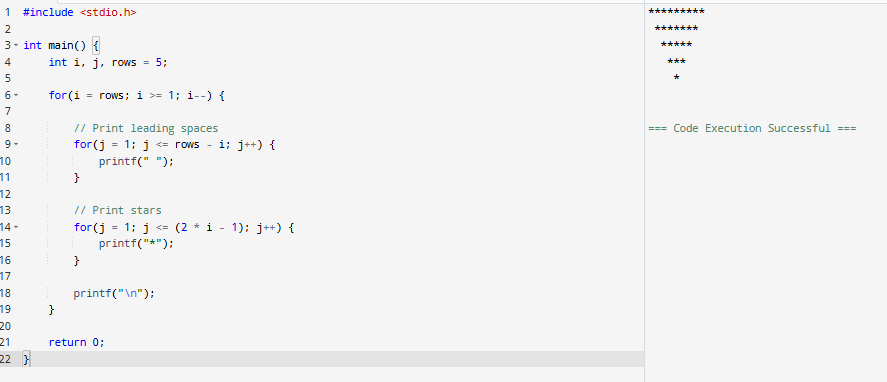 1 #include <stdio.h>
2
3 int main() {
4     int i, j, rows = 5;
5
6     for(i = rows; i >= 1; i--) {
7
8         // Print leading spaces
9         for(j = 1; j <= rows - i; j++) {
10             printf(" ");
11         }
12
13         // Print stars
14         for(j = 1; j <= (2 * i - 1); j++) {
15             printf("*");
16         }
17
18         printf("\n");
19     }
20
21     return 0;
22 }
*********
 *******
  *****
   ***
    *
=== Code Execution Successful ===